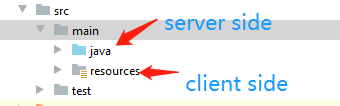 src
main
server side
java
resources
client side
test